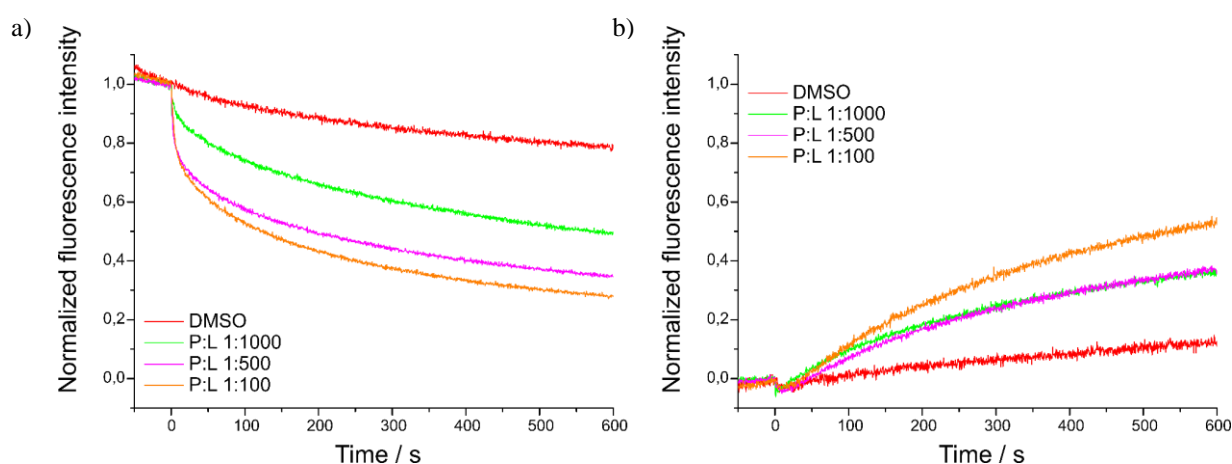 a)
Normalized fluorescence intensity
1,0
0,8
0,6
0,4
0,2
0,0
DMSO
P:L 1:1000
P:L 1:500
P:L 1:100
0 100 200 300 400 500 600
Time / s
b)
Normalized fluorescence intensity
1,0
0,8
0,6
0,4
0,2
0,0
DMSO
P:L 1:1000
P:L 1:500
P:L 1:100
0 100 200 300 400 500 600
Time / s